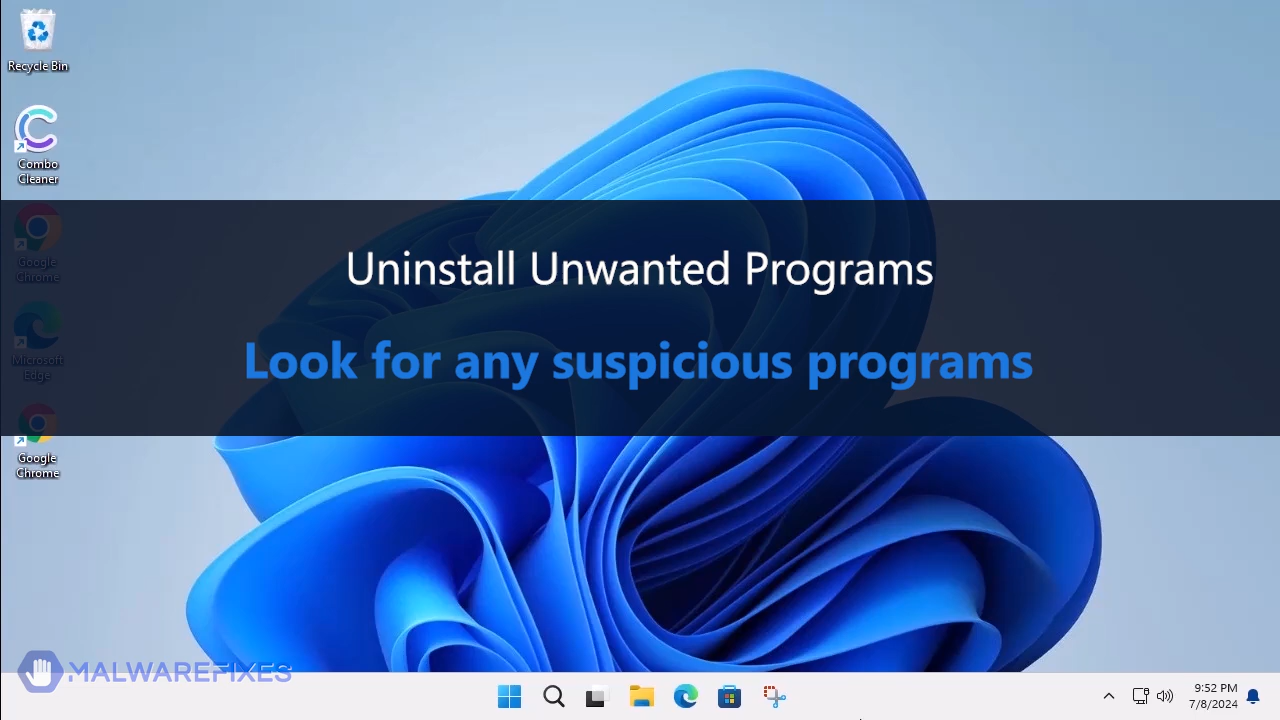 Recycle Bin
Combo
Cleaner
Google
Chrome
Microsoft
Edge
Google
Chrome
Uninstall Unwanted Programs
Look for any suspicious programs
MALWAREFIXES
9:52 PM
7/8/2024